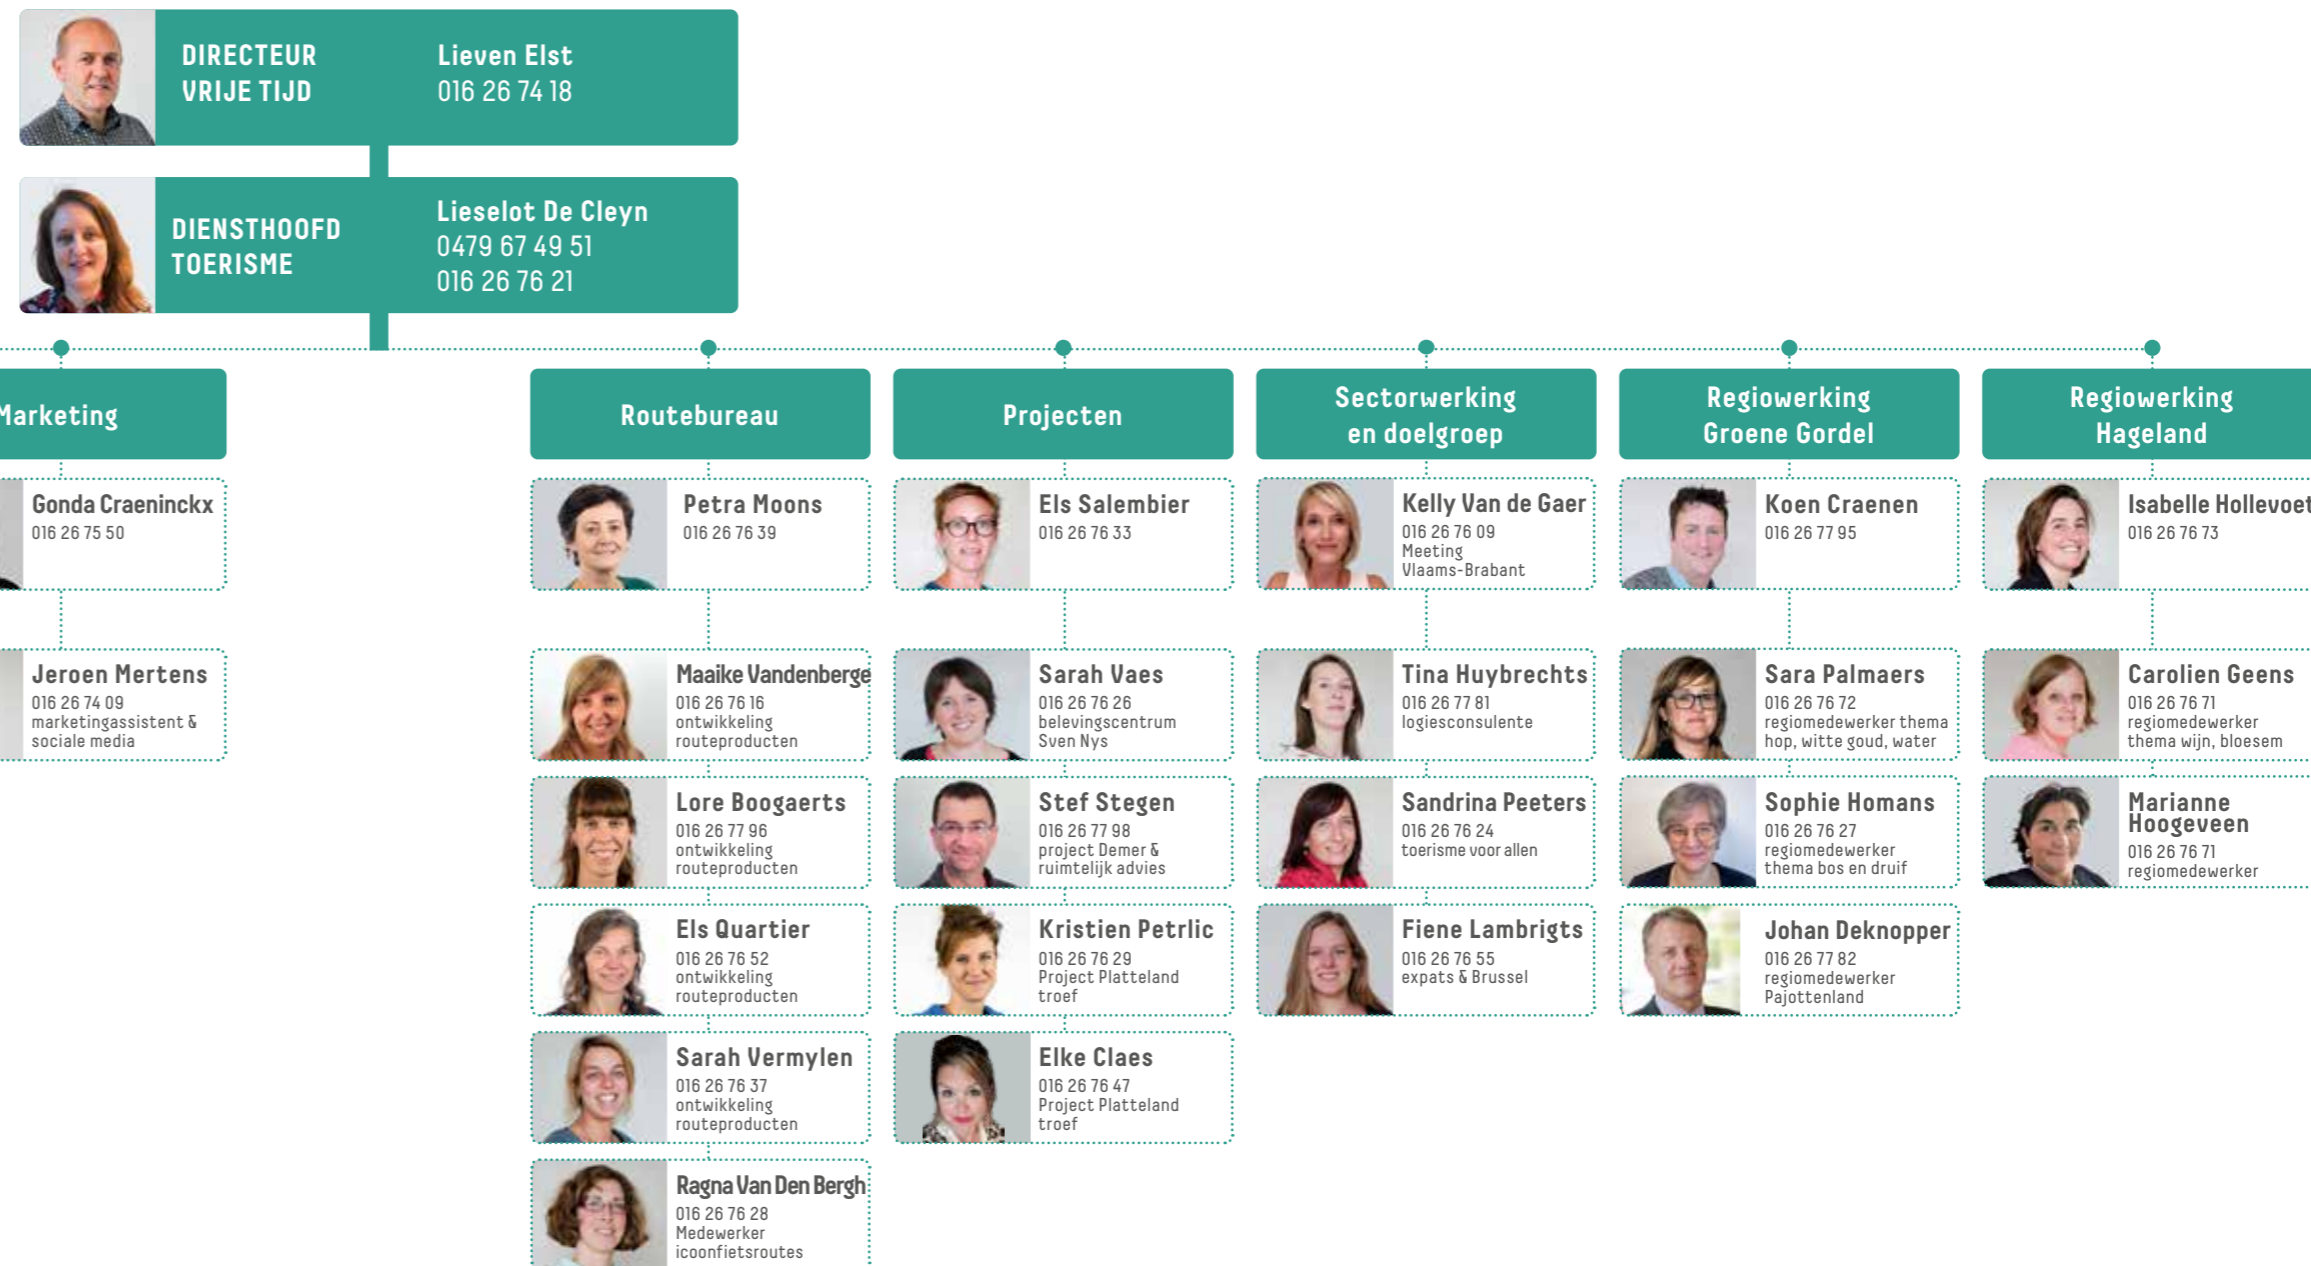 DIRECTEUR
VRIJE TIJD
Lieven Elst
016 26 74 18
DIENSTHOOFD
TOERISME
Lieselot De Cleyn
0479 67 49 51
016 26 76 21
Marketing
Gonda Craeninckx
016 26 75 50
Jeroen Mertens
016 26 74 09
marketingassistent &
sociale media
Routebureau
Petra Moons
016 26 76 39
Maaike Vandenberge
016 26 76 16
ontwikkeling
routeproducten
Lore Boogaerts
016 26 77 96
ontwikkeling
routeproducten
Els Quartier
016 26 76 52
ontwikkeling
routeproducten
Sarah Vermylen
016 26 76 37
ontwikkeling
routeproducten
Ragna Van Den Bergh
016 26 76 28
Medewerker
icoonfietsroutes
Projecten
Els Salembier
016 26 76 33
Sarah Vaes
016 26 76 26
belevingscentrum
Sven Nys
Stef Stegen
016 26 77 98
project Demer &
ruimtelijk advies
Kristien Petrlic
016 26 76 29
Project Platteland
troef
Elke Claes
016 26 76 47
Project Platteland
troef
Sectorwerking
en doelgroep
Kelly Van de Gaer
016 26 76 09
Meeting
Vlaams-Brabant
Tina Huybrechts
016 26 77 81
logiesconsulente
Sandrina Peeters
016 26 76 24
toerisme voor allen
Fiene Lambrigts
016 26 76 55
expats & Brussel
Regiowerking
Groene Gordel
Koen Craenen
016 26 77 95
Sara Palmaers
016 26 76 72
regiomedewerker thema
hop, witte goud, water
Sophie Homans
016 26 76 27
regiomedewerker
thema bos en druif
Johan Deknopper
016 26 77 82
regiomedewerker
Pajottenland
Regiowerking
Hageland
Isabelle Hollevoet
016 26 76 73
Carolien Geens
016 26 76 71
regiomedewerker
thema wijn, bloesem
Marianne
Hoogeveen
016 26 76 71
regiomedewerker